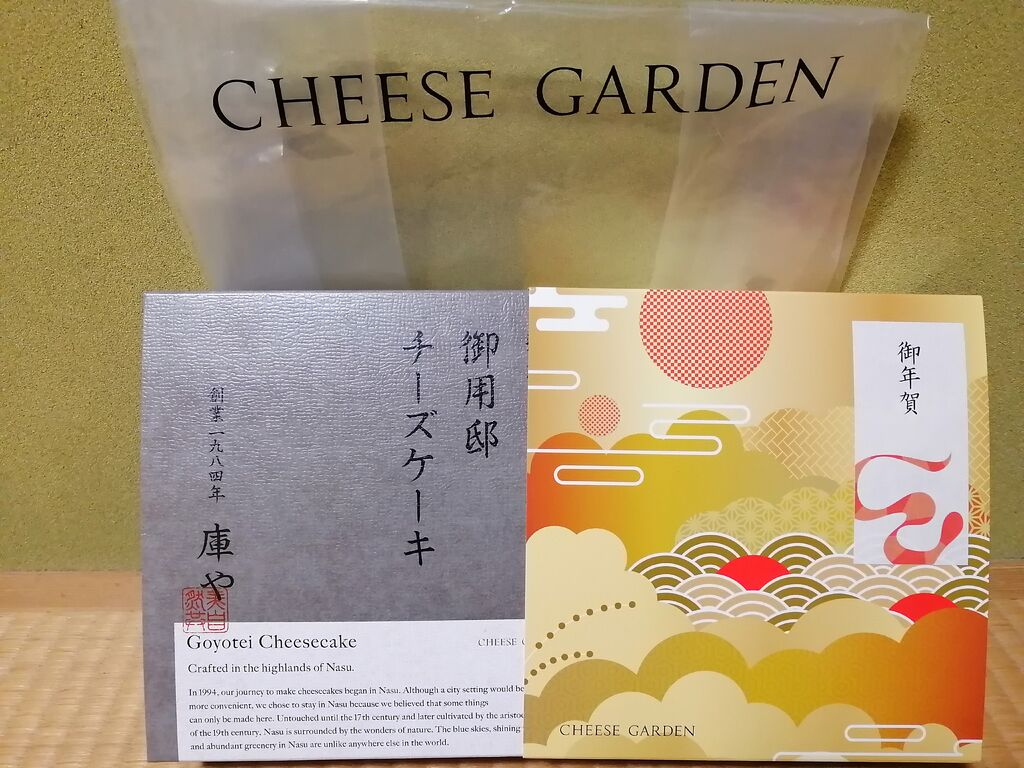 CHEESE GARDEN
御用邸
チーズケーキ
創業一九八四年
庫や
Goyotei Cheesecake
CHEESE
Crafted in the highlands of Nasu.
In 1994, our journey to make cheesecakes began in Nasu. Although a city setting would be
more convenient, we chose to stay in Nasu because we believed that some things
can only be made here. Untouched until the 17th century and later cultivated by the
of the 19th century, Nasu is surrounded by the wonders of nature. The blue skies, shining
and abundant greenery in Nasu are unlike anywhere else in the world.
御年賀
CHEESE GARDEN